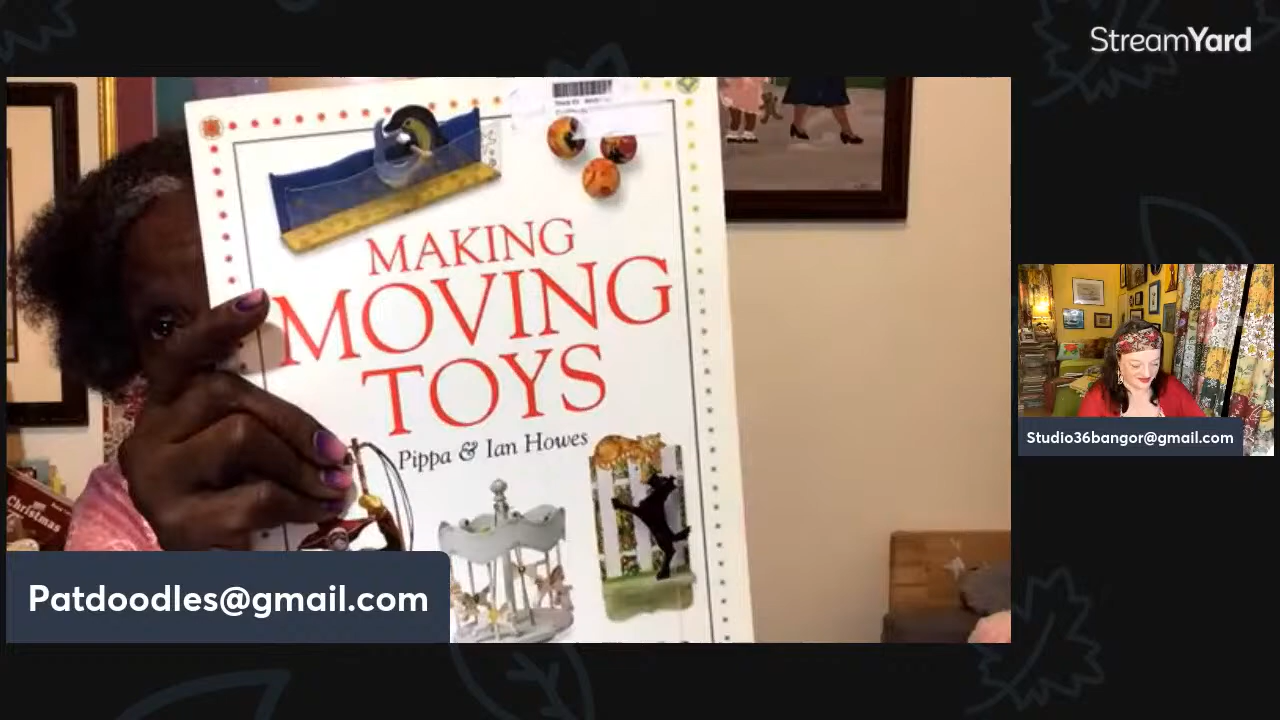 StreamYard
MAKING
MOVING
TOYS
Pippa & Ian Howes
Christmas
Patdoodles@gmail.com
Studio36bangor@gmail.com